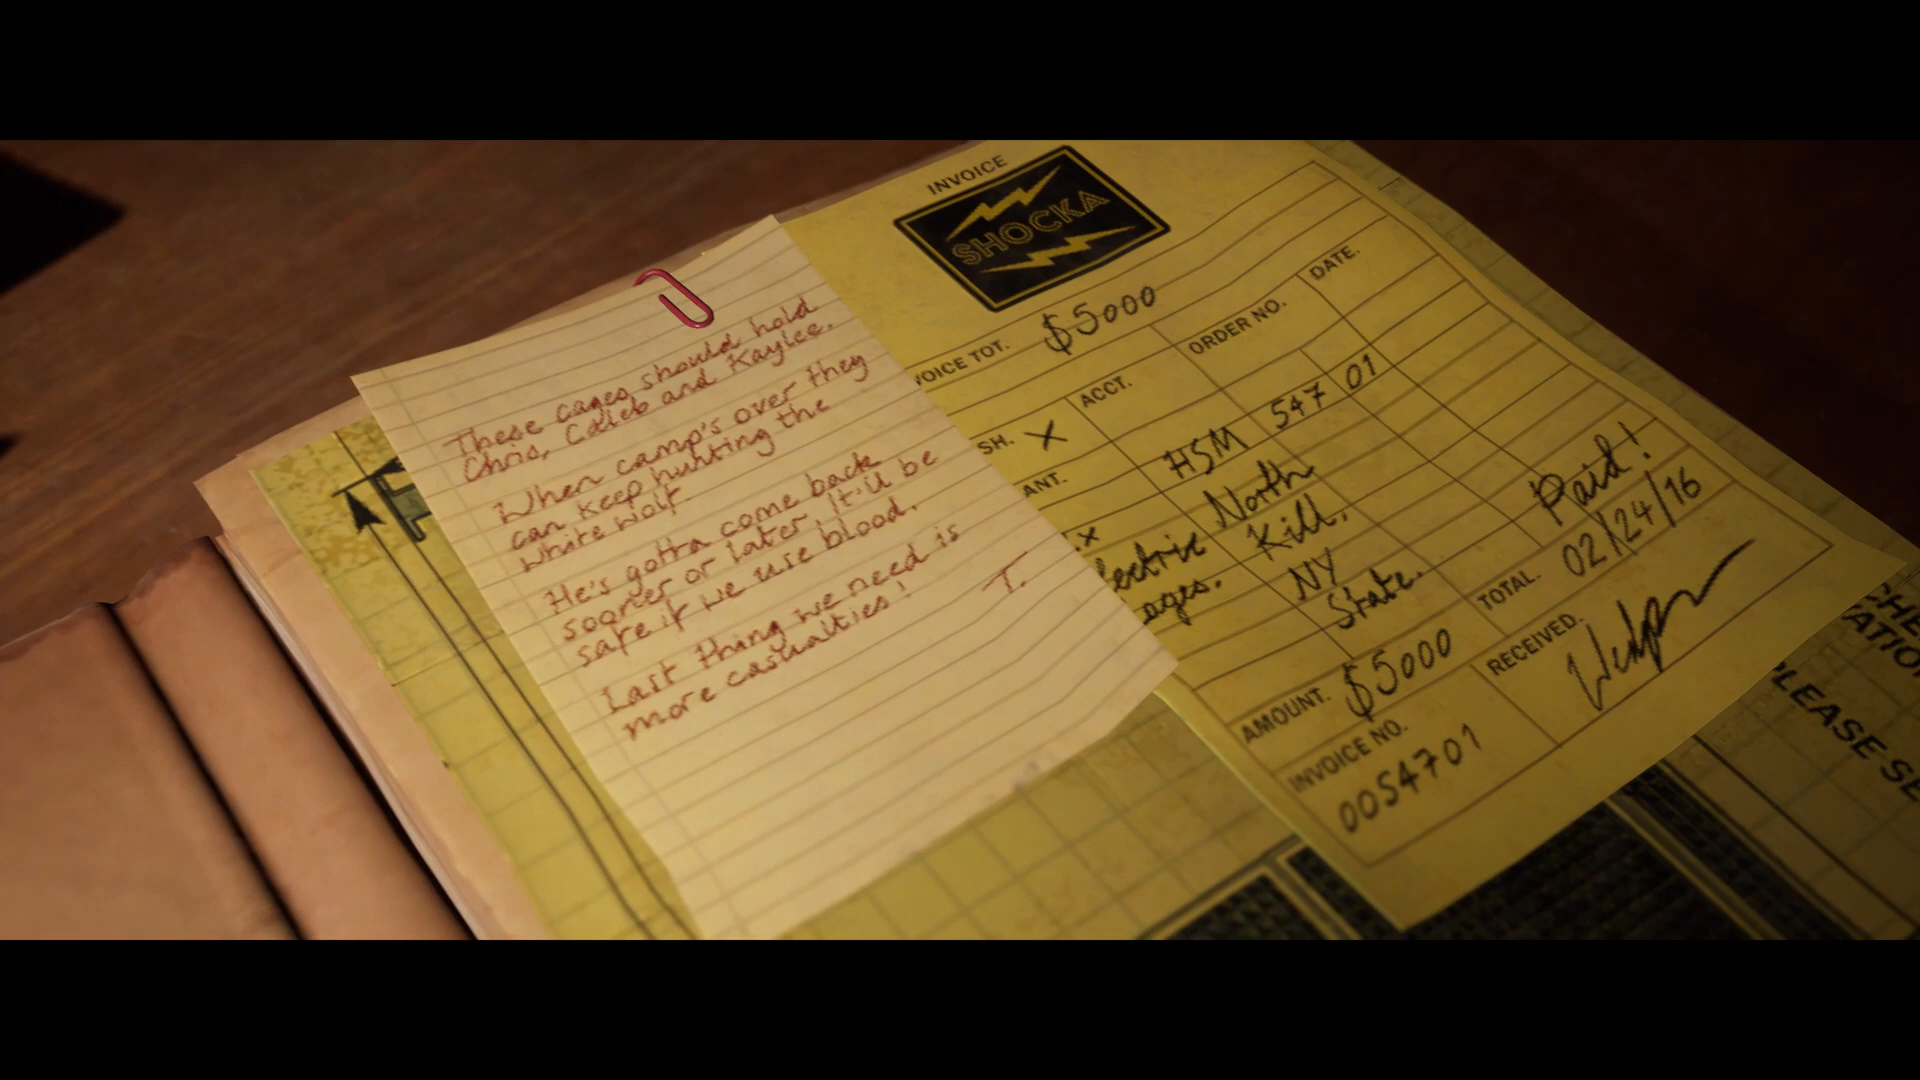 These cages should hold
Chris, Caleb and Kaylee.
When camp's over they
can keep hunting the
white wolf.
He's gotta come back
sooner or later, it'll be
safe if we use blood.
Last thing we need is
more casualties!
T.
INVOICE
SHOCKA
VOICE TOT. $5000
SH. X ACCT. ORDER NO. DATE.
ANT. HSM 547 01
.x
lectric North
ages. Kill,
NY
State.
Paid!
TOTAL. 02/24/16
AMOUNT. $5000
RECEIVED.
INVOICE NO.
0054701
PLEASE SE